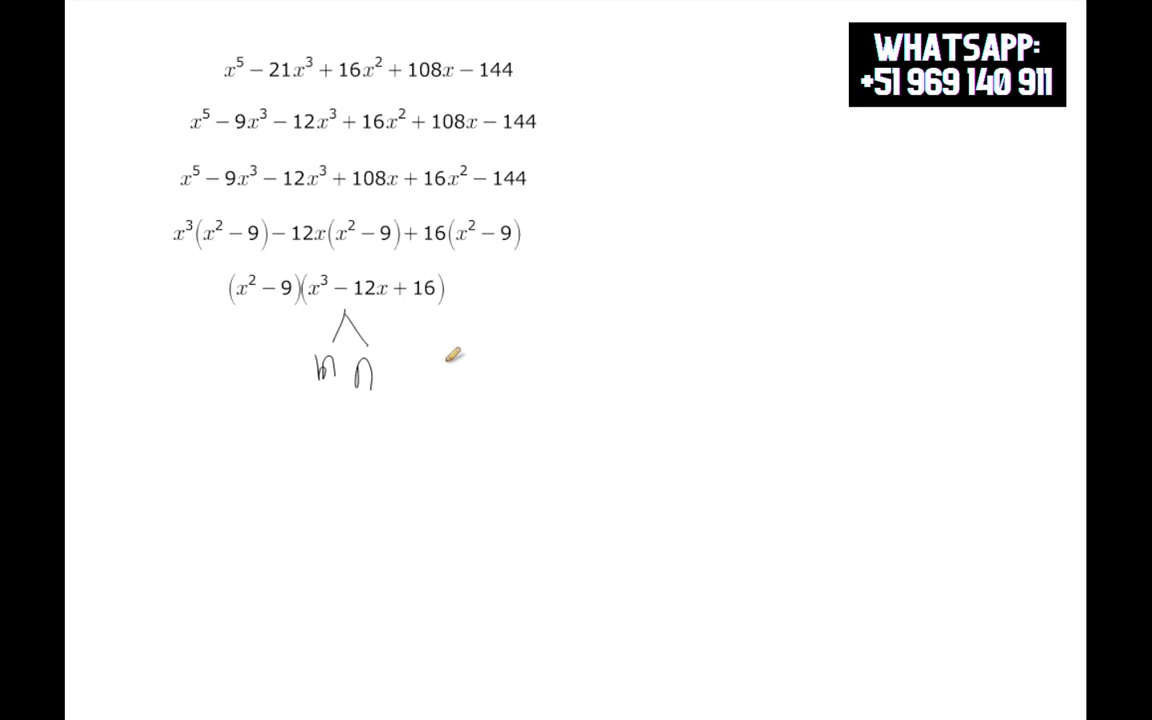 WHATSAPP:
+51 969 140 911
x⁵ − 21x³ + 16x² + 108x − 144
x⁵ − 9x³ − 12x³ + 16x² + 108x − 144
x⁵ − 9x³ − 12x³ + 108x + 16x² − 144
x³(x² − 9) − 12x(x² − 9) + 16(x² − 9)
(x² − 9)(x³ − 12x + 16)
m n